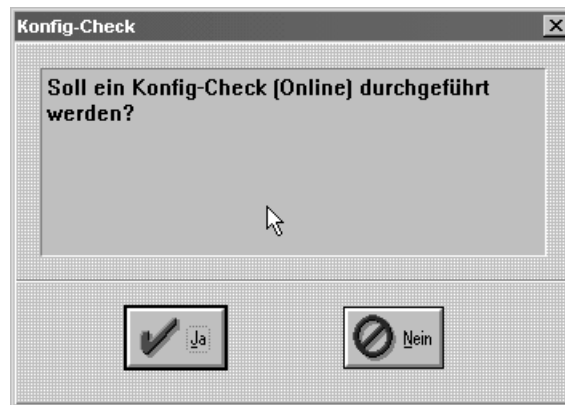 Konfig-Check
Soll ein Konfig-Check (Online) durchgeführt
werden?
Ja
Nein